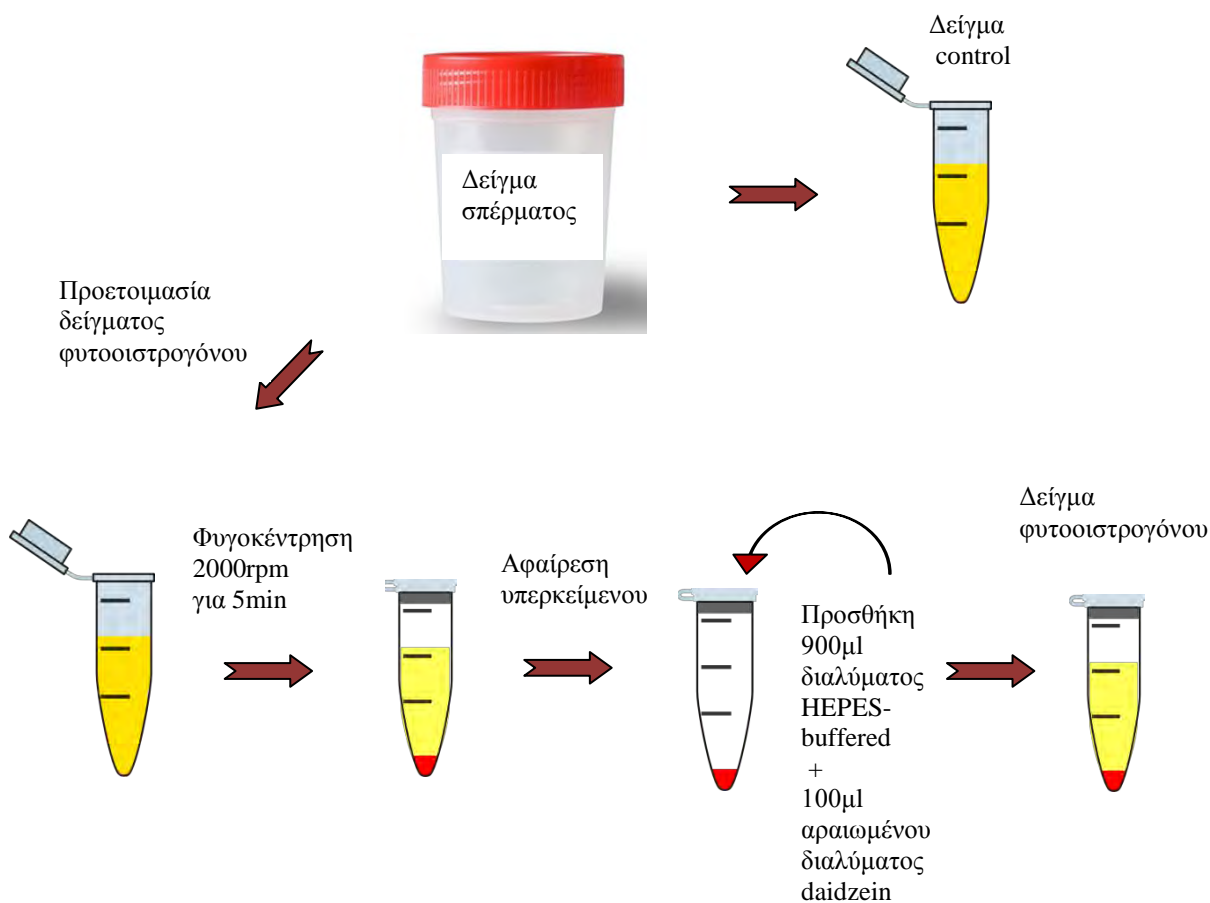 Δείγμα
control
Δείγμα
σπέρματος
Προετοιμασία
δείγματος
φυτοοιστρογόνου
Φυγοκέντρηση
2000rpm
για 5min
Αφαίρεση
υπερκείμενου
Προσθήκη
900μl
διαλύματος
HEPES-
buffered
+
100μl
αραιωμένου
διαλύματος
daidzein
Δείγμα
φυτοοιστρογόνου